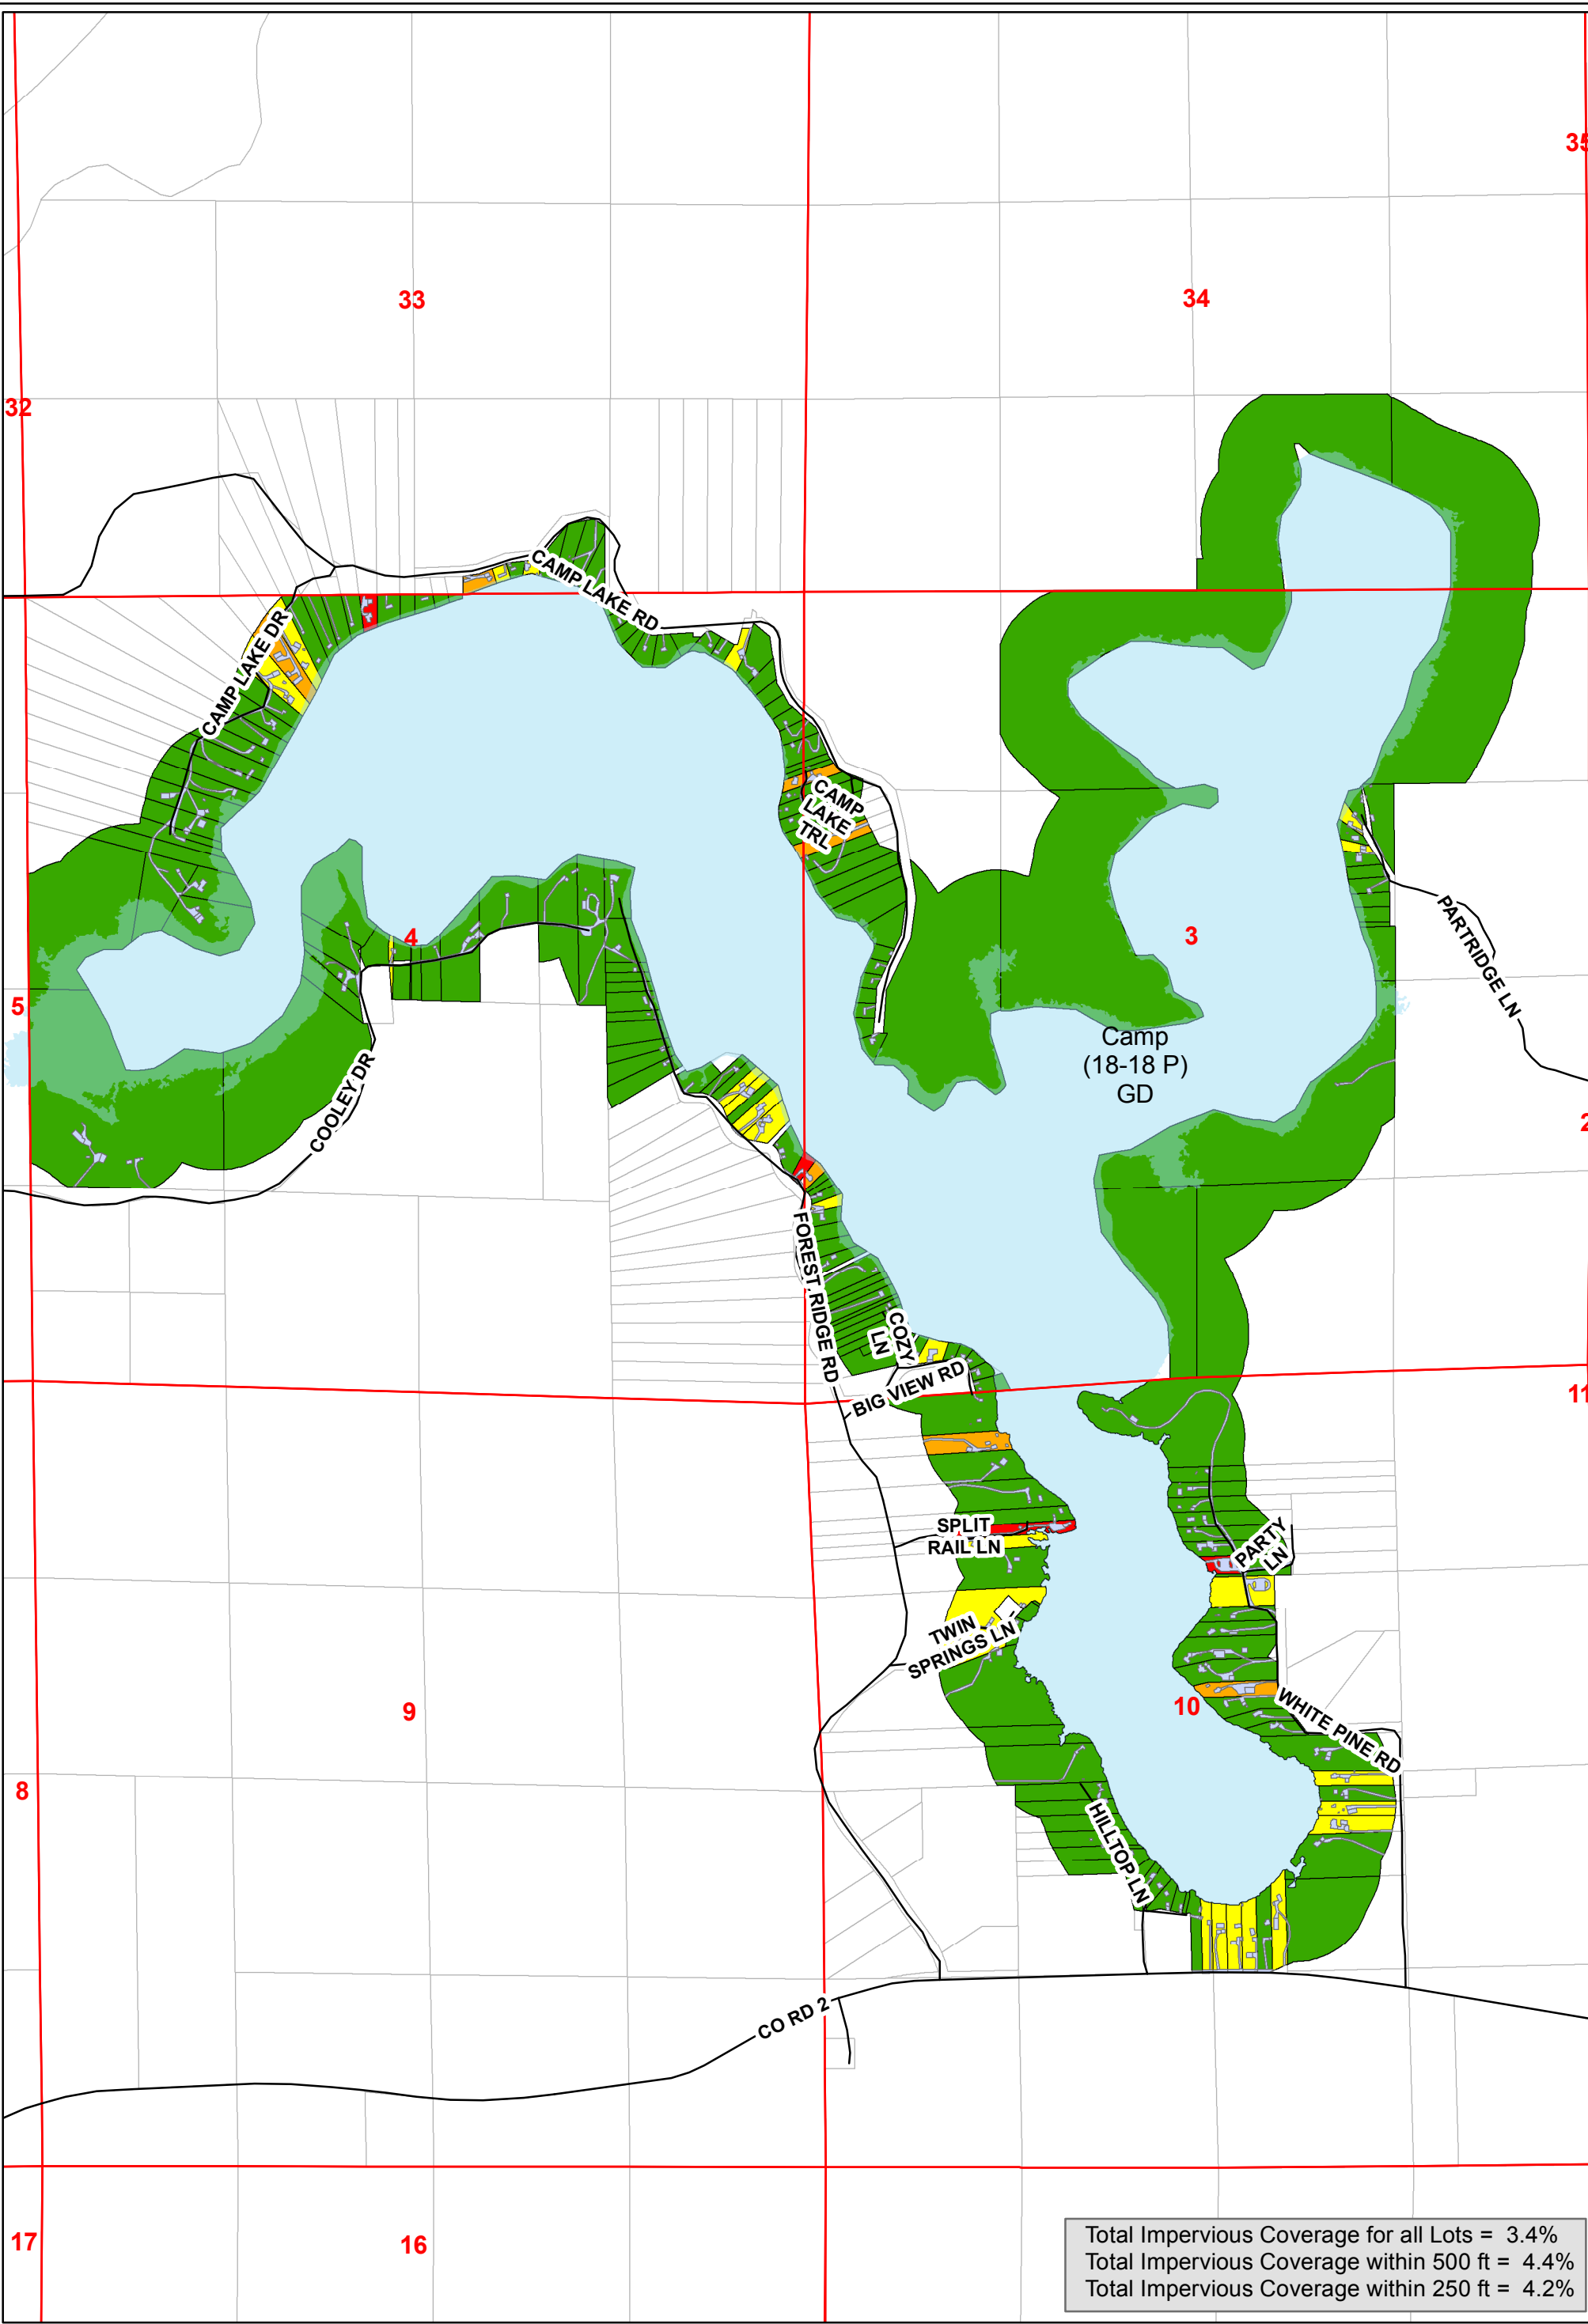 35
33
34
32
CAMP LAKE RD
CAMP LAKE DR
CAMP
LAKE
TRL
4
3
PARTRIDGE LN
5
Camp
(18-18 P)
GD
COOLEY DR
2
FOREST RIDGE RD
COZY
LN
BIG VIEW RD
11
SPLIT
RAIL LN
PARTY
LN
TWIN
SPRINGS LN
9
10
WHITE PINE RD
8
HILLTOP LN
CO RD 2
17
16
Total Impervious Coverage for all Lots = 3.4%
Total Impervious Coverage within 500 ft = 4.4%
Total Impervious Coverage within 250 ft = 4.2%